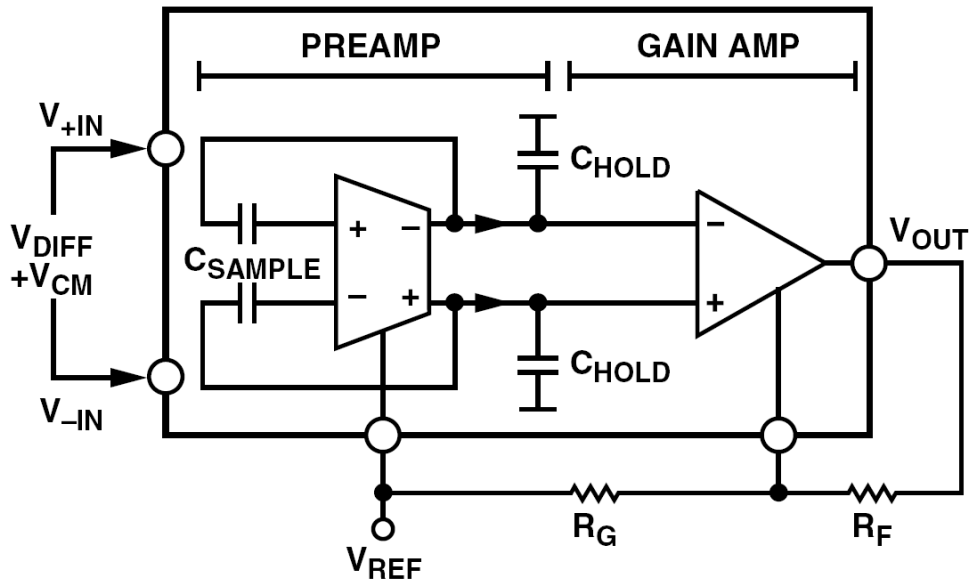 PREAMP
GAIN AMP
V+IN
CHOLD
+
−
−
VOUT
VDIFF
+VCM
CSAMPLE
−
+
+
CHOLD
V−IN
RG
RF
VREF